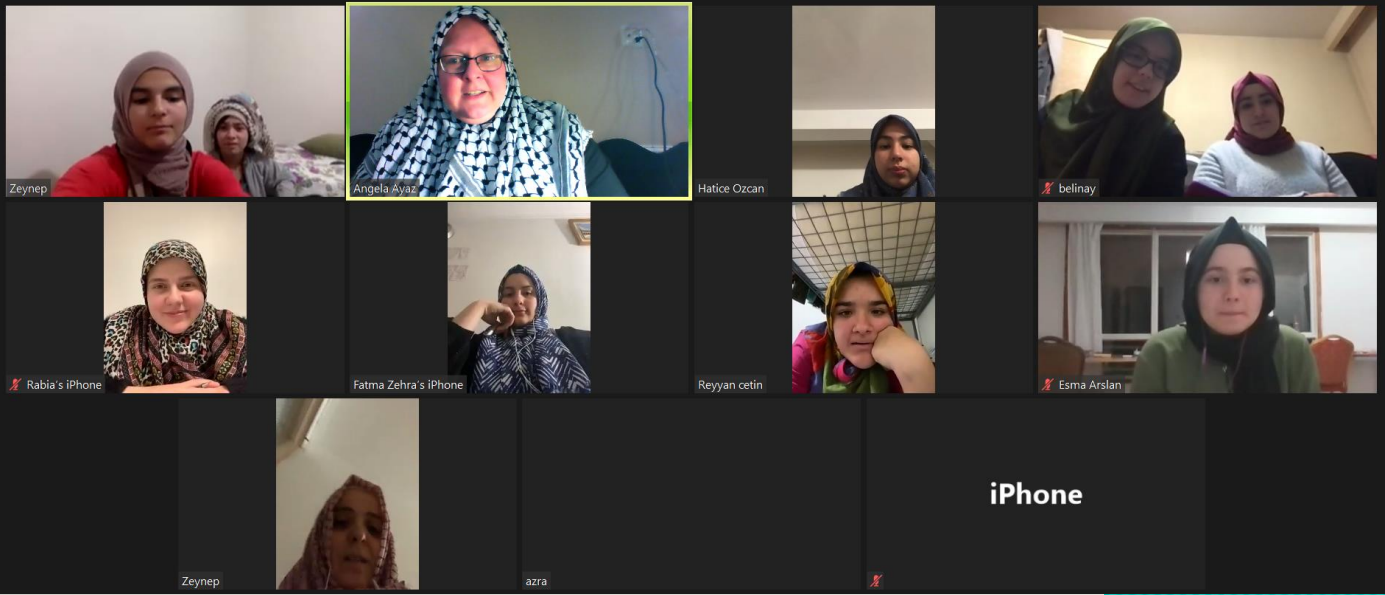 Zeynep
Angela Ayaz
Hatice Ozcan
belinay
Rabia's iPhone
Fatma Zehra's iPhone
Reyyan cetin
Esma Arslan
Zeynep
azra
iPhone